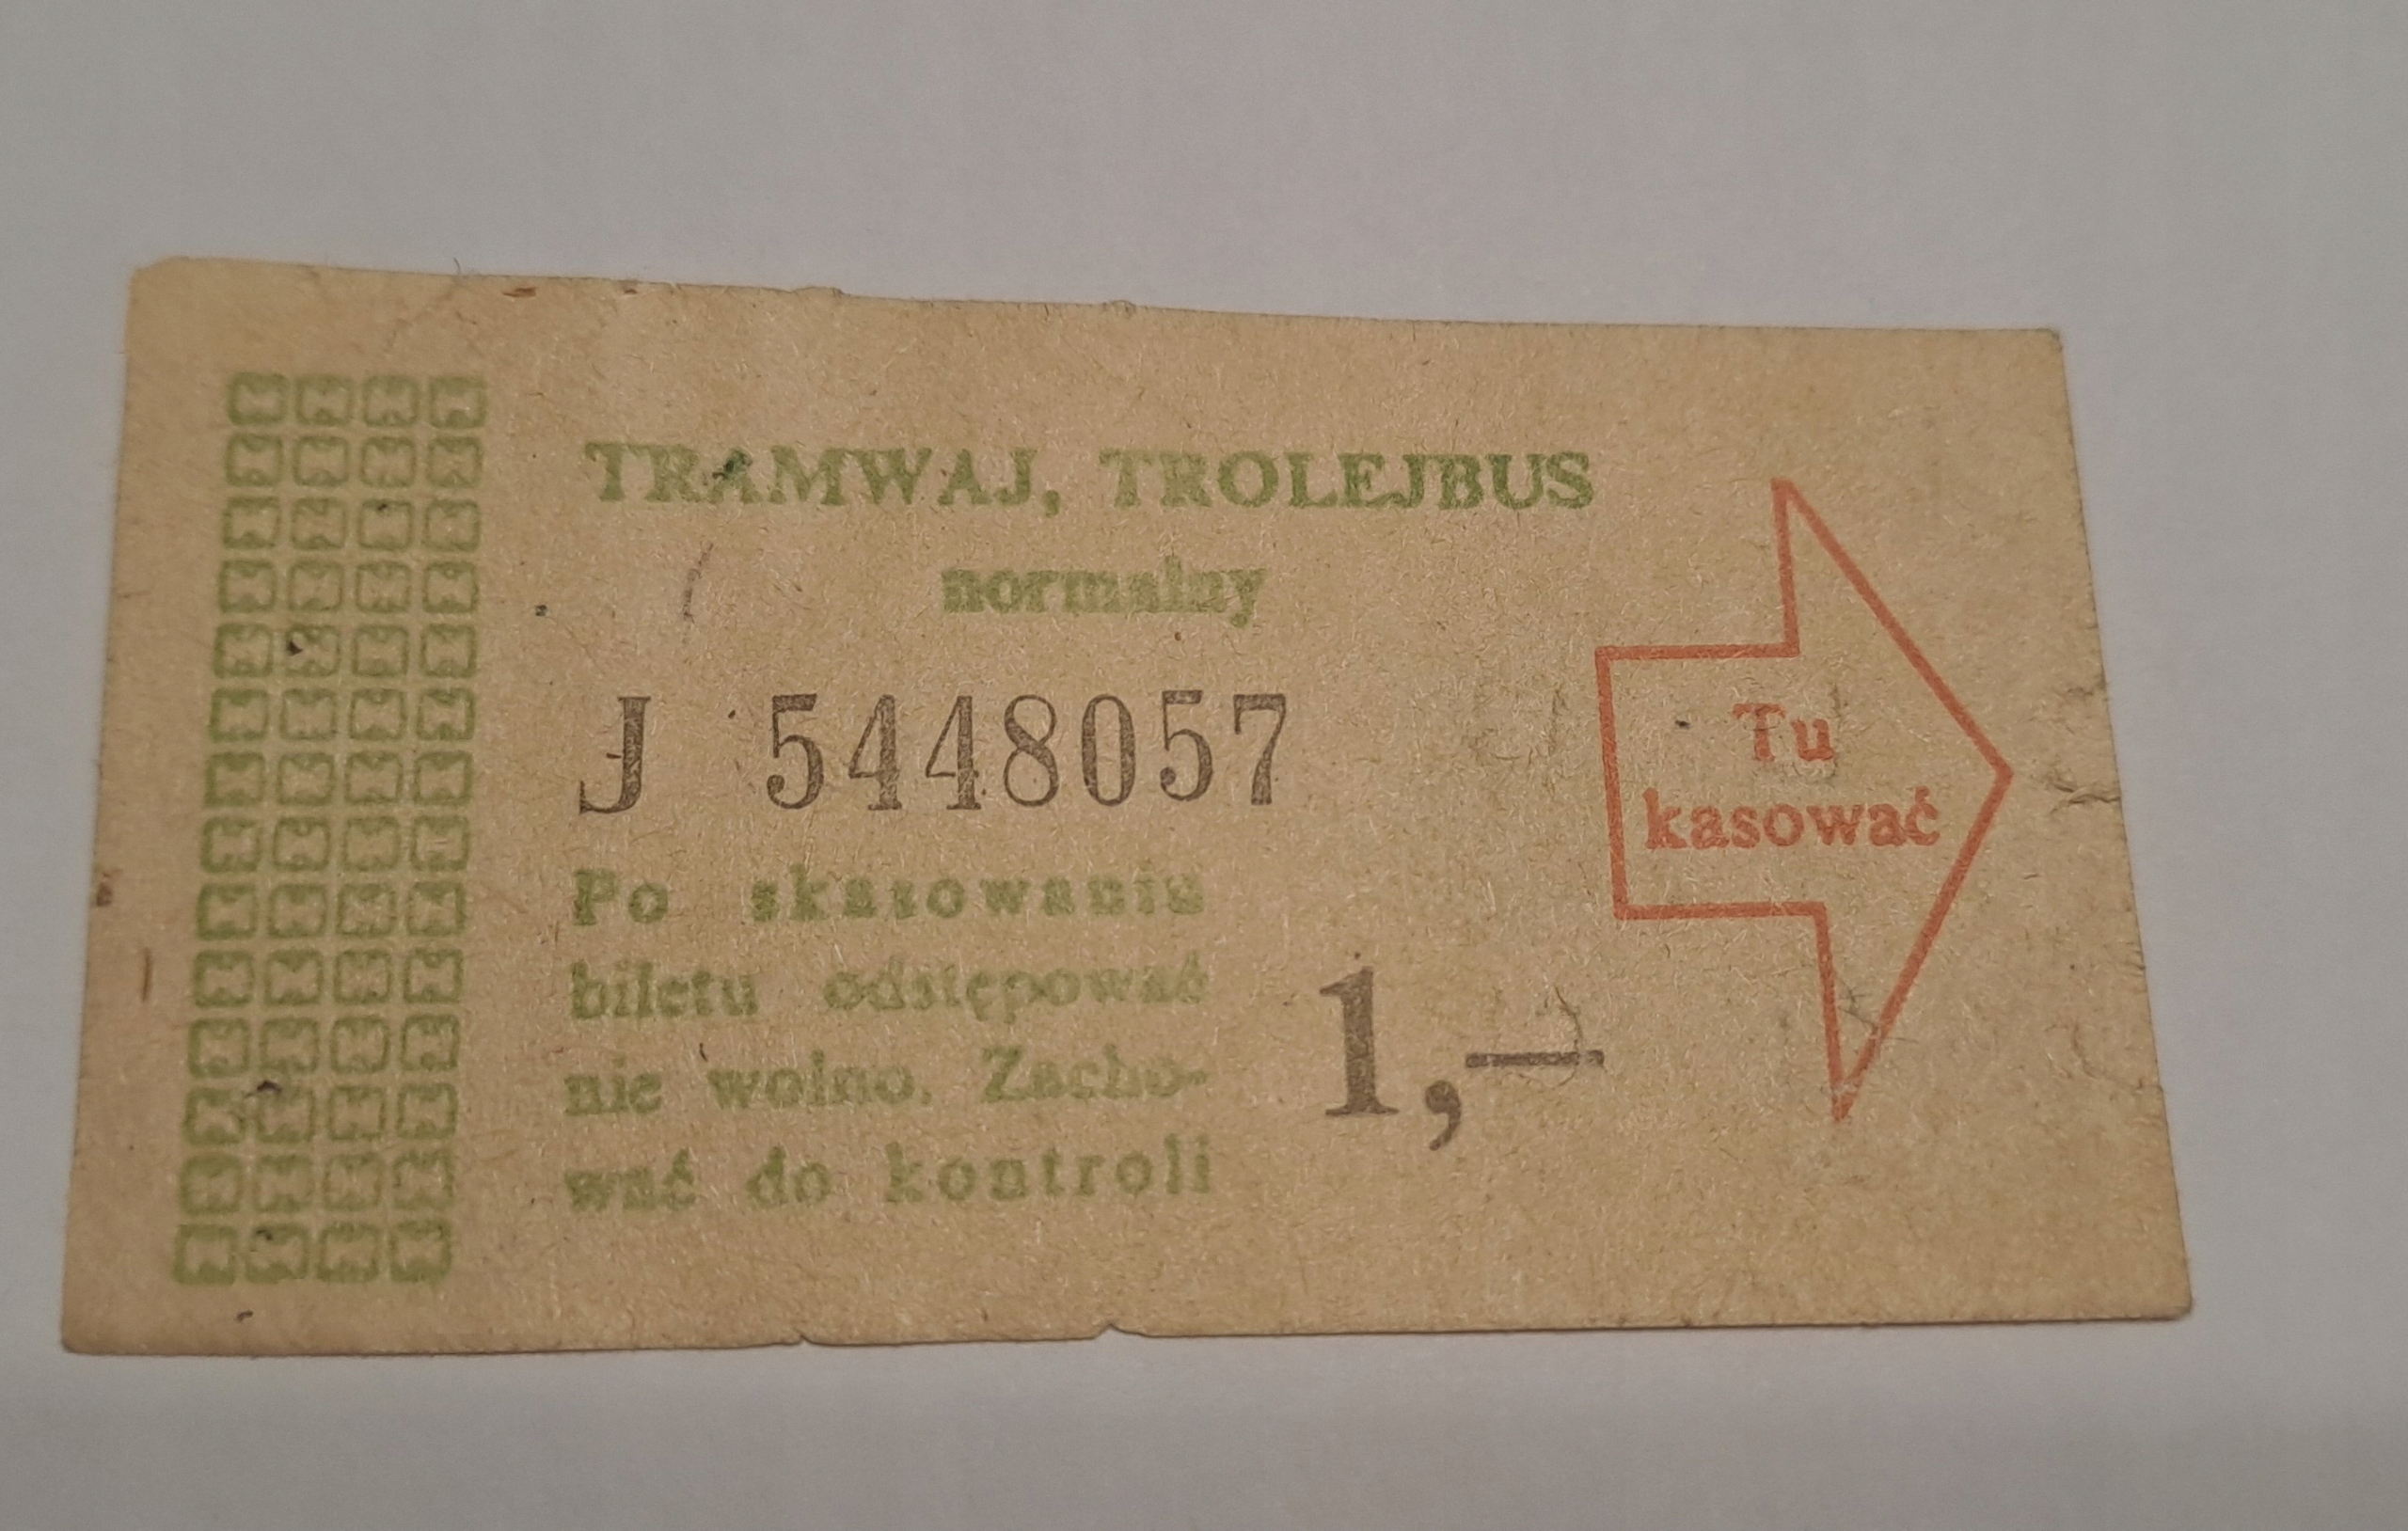 TRAMWAJ, TROLEJBUS
normalny
J 5448057
Po skasowaniu
biletu odstępować
nie wolno. Zacho-
wać do kontroli
1,—
Tu
kasować